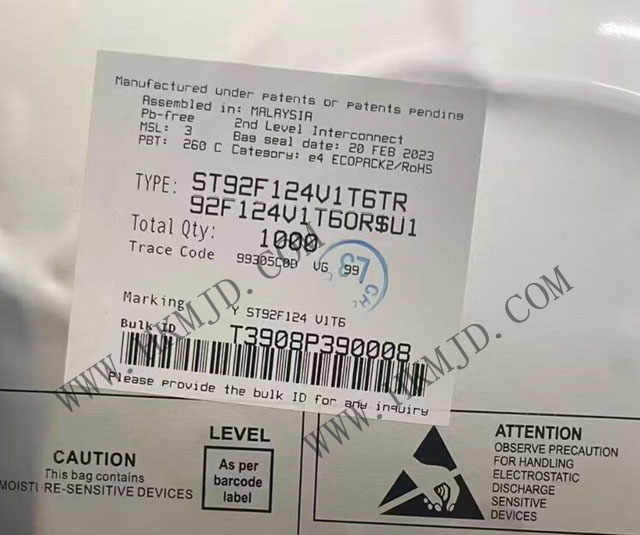 Manufactured under patents or patents pending
Assembled in: MALAYSIA
Pb-free 2nd Level Interconnect
MSL: 3 Bag seal date: 20 FEB 2023
PBT: 260 C Category: e4 ECOPACK2/RoHS
TYPE: ST92F124V1T6TR
92F124V1T6OR$U1
Total Qty: 1000
Trace Code 99305C0D VG 99
Marking Y ST92F124 V1T6
Bulk ID T3908P390008
Please provide the bulk ID for any inquiry
WWW.HKMJD.COM
WWW.HKMJD.COM
CAUTION
This bag contains
MOISTURE-SENSITIVE DEVICES
LEVEL
As per
barcode
label
ATTENTION
OBSERVE PRECAUTION
FOR HANDLING
ELECTROSTATIC
DISCHARGE
SENSITIVE
DEVICES